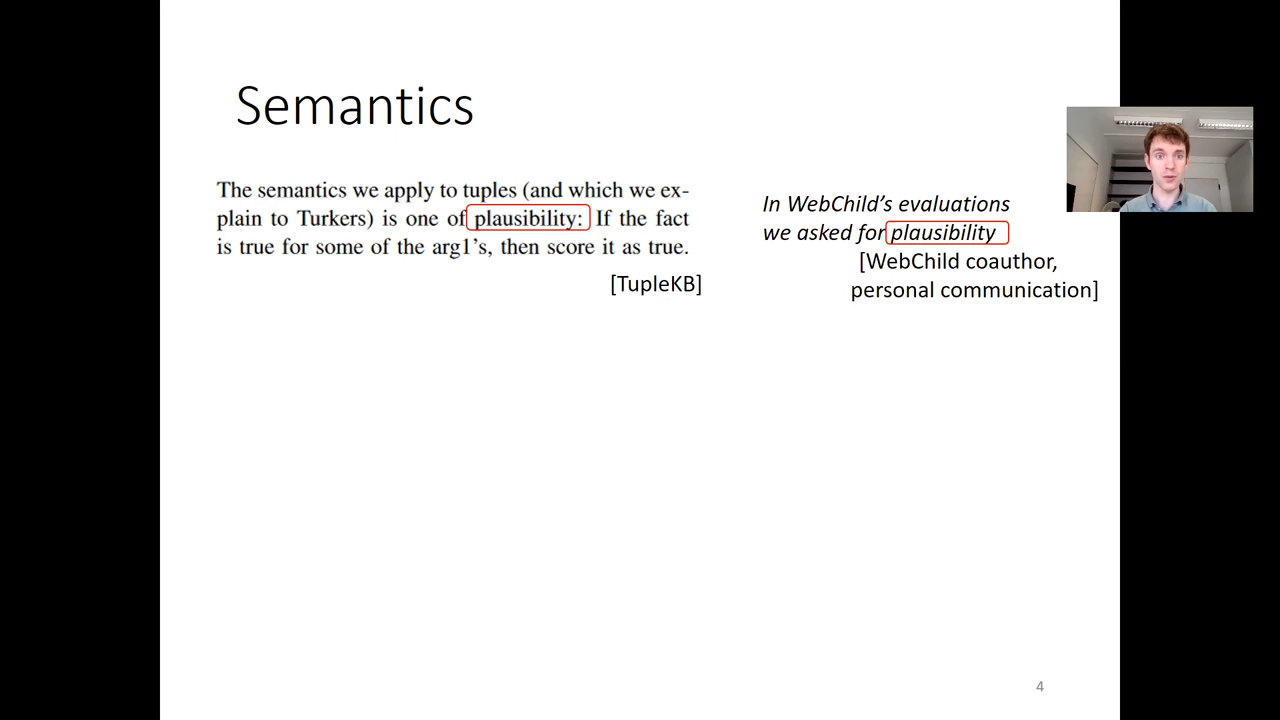 Semantics
The semantics we apply to tuples (and which we ex-
plain to Turkers) is one of plausibility: If the fact
is true for some of the arg1's, then score it as true.
[TupleKB]
In WebChild's evaluations
we asked for plausibility
[WebChild coauthor,
personal communication]
4